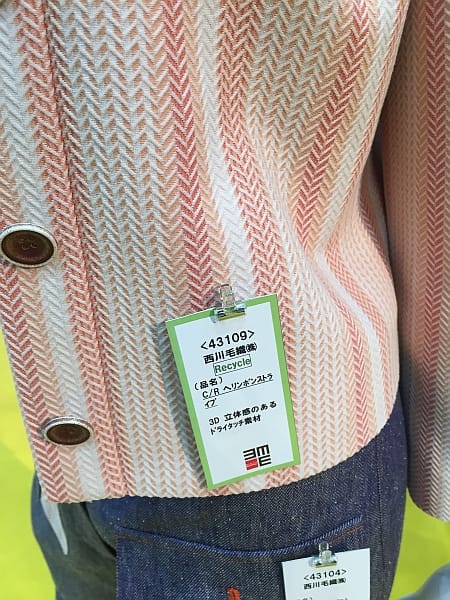 <43109>
西川毛織㈱
Recycle
（品名）
C/R ヘリンボンストラ
イプ
3D 立体感のある
ドライタッチ素材
<43104>
西川毛織㈱